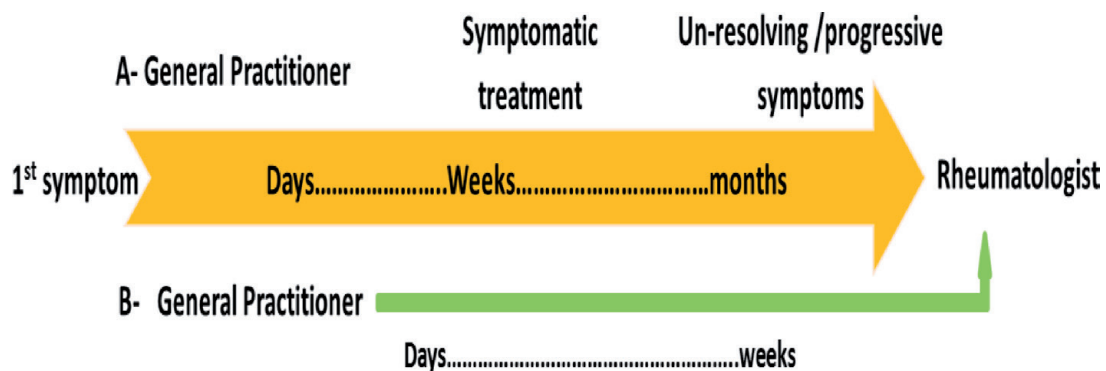 Symptomatic
treatment
Un-resolving /progressive
symptoms
A- General Practitioner
1st symptom
Days......................Weeks................................months
Rheumatologist
B- General Practitioner
Days................................................weeks